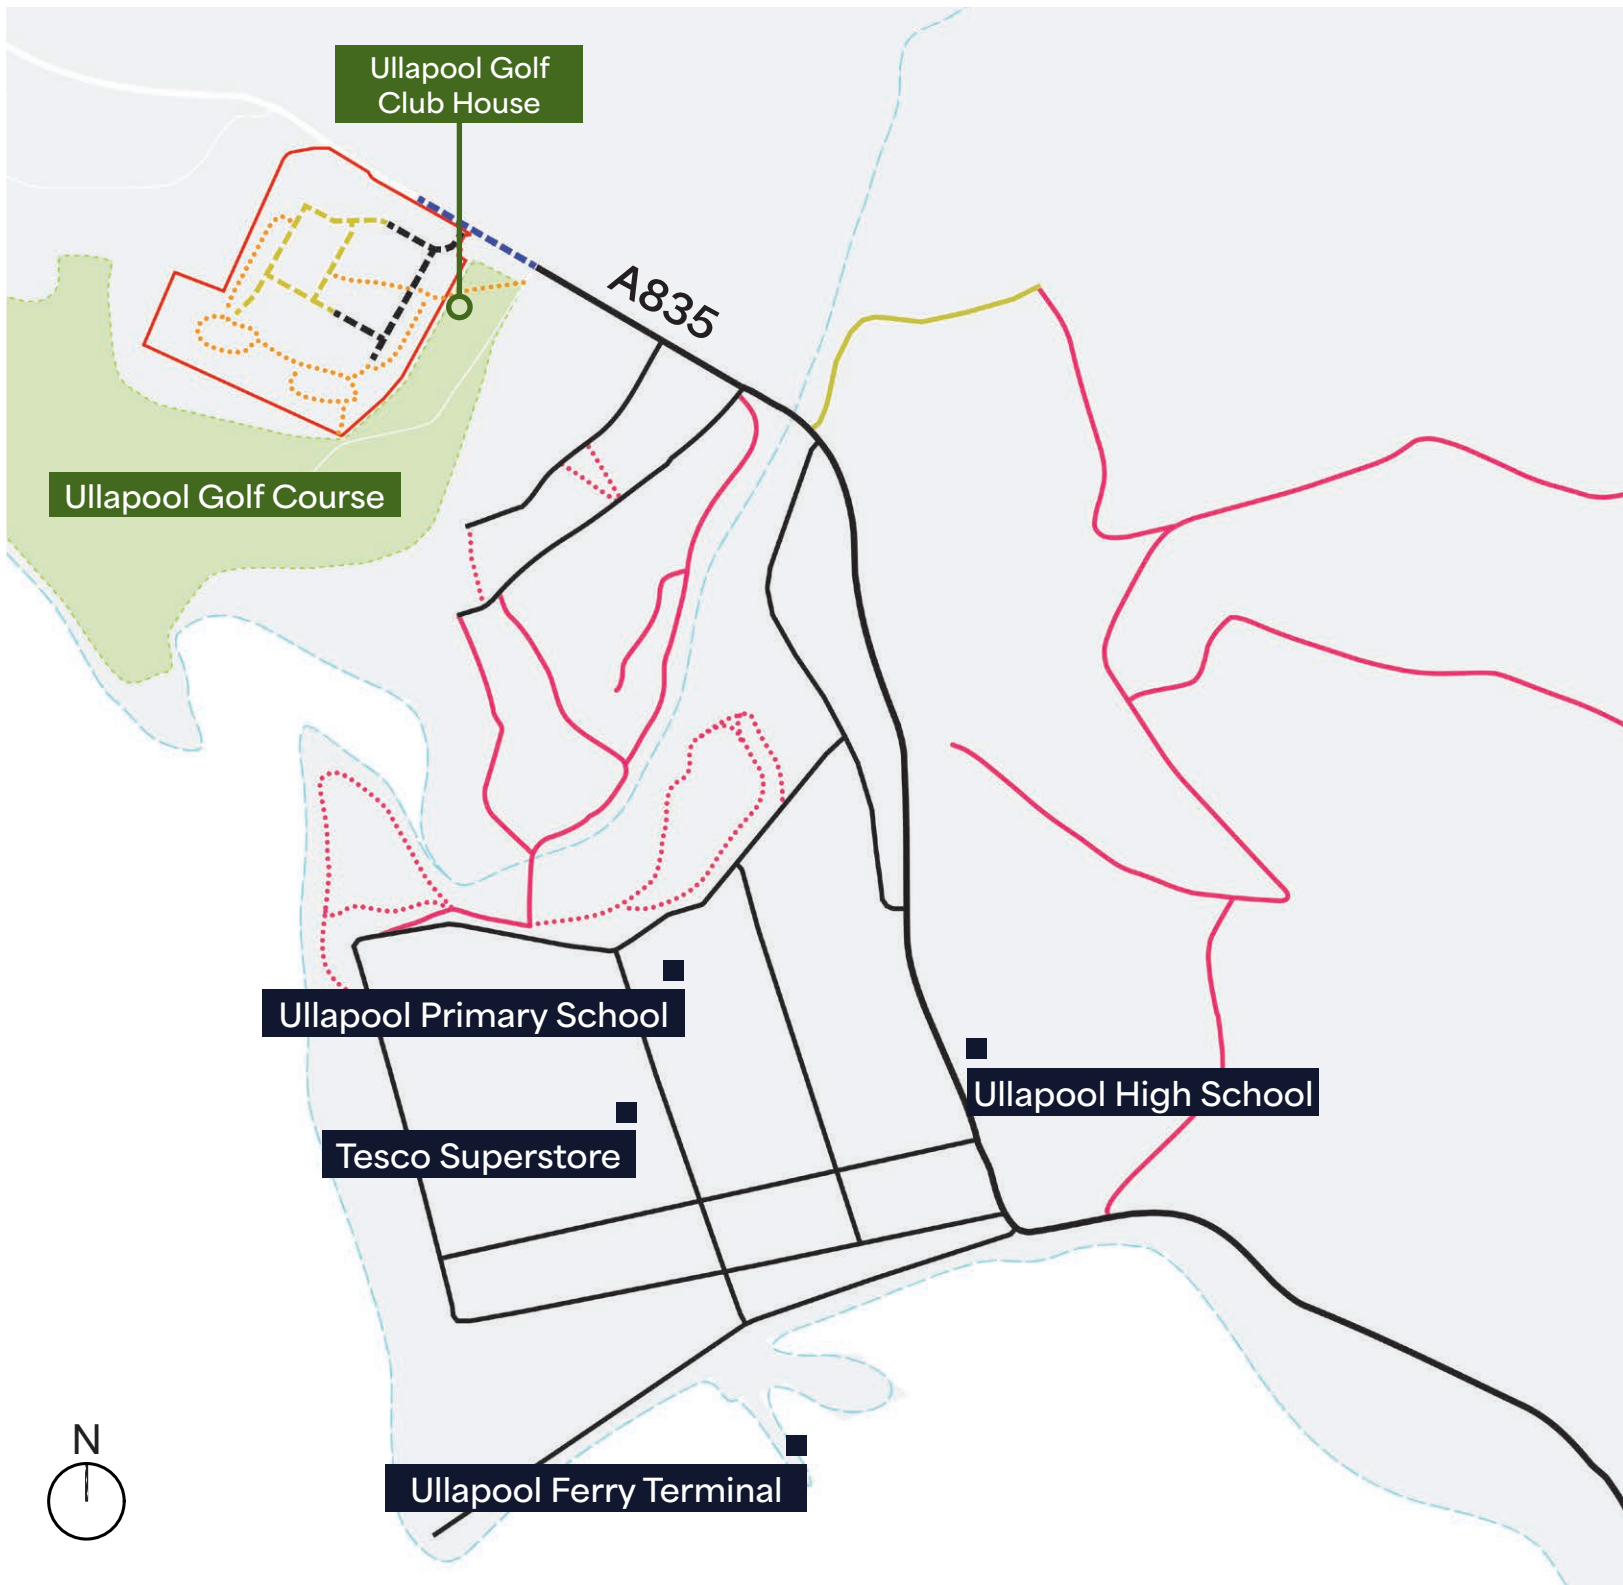 Ullapool Golf
Club House
A835
Ullapool Golf Course
Ullapool Primary School
Ullapool High School
Tesco Superstore
N
Ullapool Ferry Terminal